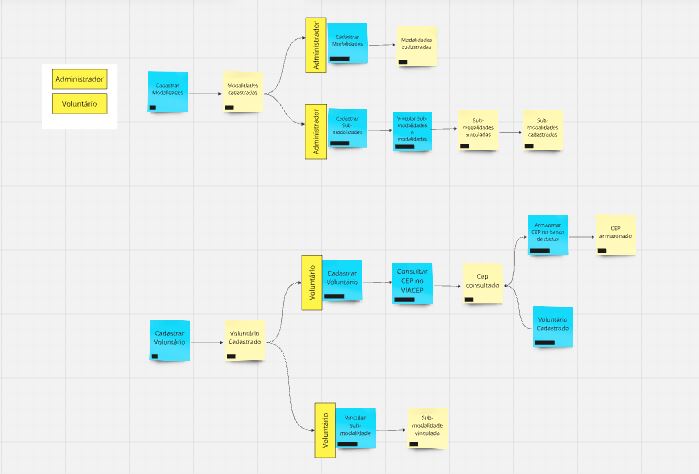 Administrador
Voluntário
Cadastrar
Modalidades
Modalidades
cadastradas
Administrador
Cadastrar
Modalidades
Modalidades
cadastradas
Administrador
Cadastrar
Sub-
modalidades
Vincular Sub-
modalidades
a
modalidades
Sub-
modalidades
vinculadas
Sub-
modalidades
cadastradas
Cadastrar
Voluntário
Voluntário
Cadastrado
Voluntário
Cadastrar
Voluntário
Consultar
CEP no
VIACEP
Cep
consultado
Armazenar
CEP no banco
de dados
CEP
armazenado
Voluntário
Cadastrado
Voluntário
Vincular
Sub-
modalidade
Sub-
modalidade
vinculada